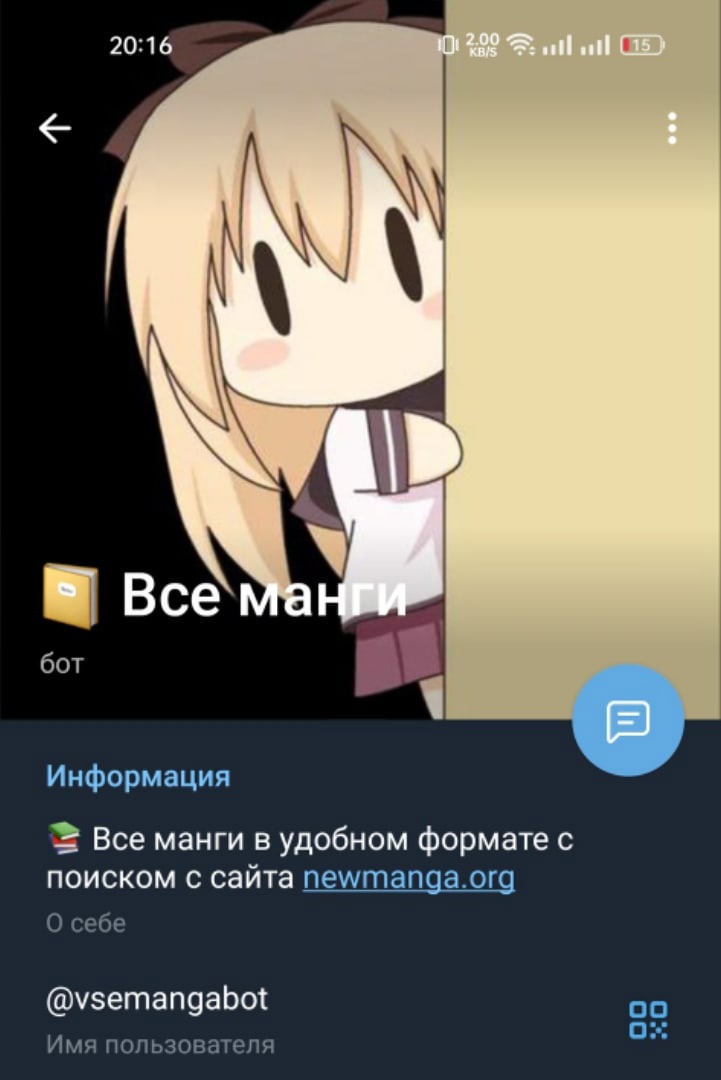 20:16 2.00 KB/S 15
Все манги
бот
Информация
Все манги в удобном формате с
поиском с сайта newmanga.org
О себе
@vsemangabot
Имя пользователя